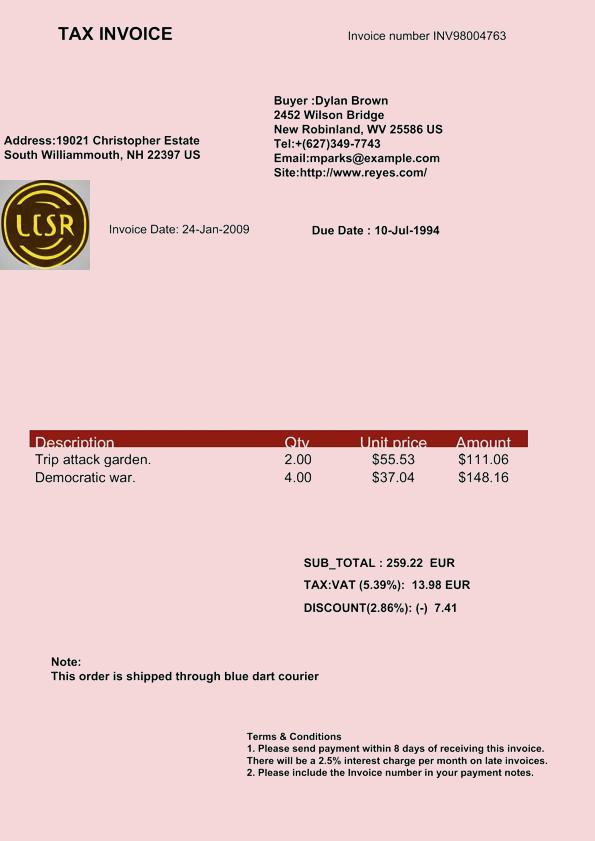 TAX INVOICE
Invoice number INV98004763
Buyer :Dylan Brown
2452 Wilson Bridge
New Robinland, WV 25586 US
Tel:+(627)349-7743
Email:mparks@example.com
Site:http://www.reyes.com/
Address:19021 Christopher Estate
South Williammouth, NH 22397 US
LCSR
Invoice Date: 24-Jan-2009
Due Date : 10-Jul-1994
Description Qty Unit price Amount
Trip attack garden. 2.00 $55.53 $111.06
Democratic war. 4.00 $37.04 $148.16
SUB_TOTAL : 259.22 EUR
TAX:VAT (5.39%): 13.98 EUR
DISCOUNT(2.86%): (-) 7.41
Note:
This order is shipped through blue dart courier
Terms & Conditions
1. Please send payment within 8 days of receiving this invoice.
There will be a 2.5% interest charge per month on late invoices.
2. Please include the Invoice number in your payment notes.